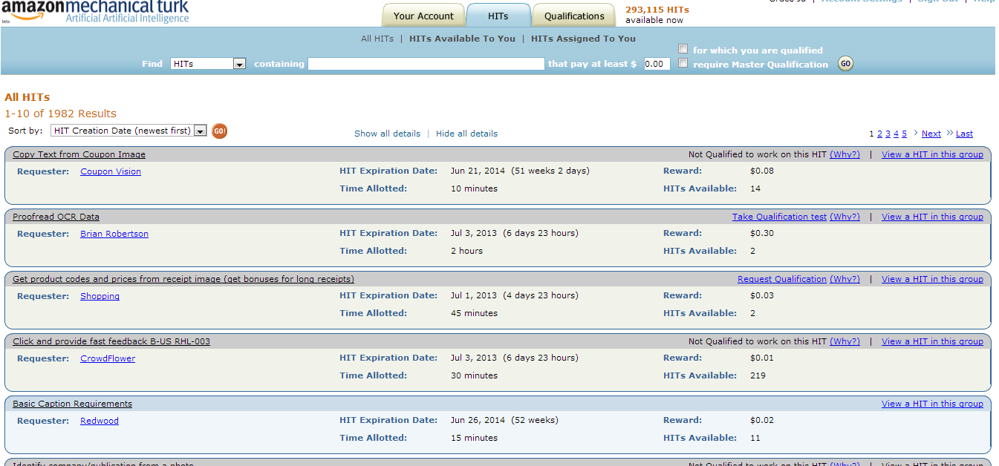 amazonmechanical turk
beta
Artificial Artificial Intelligence
Your Account
HITs
Qualifications
293,115 HITs
available now
Account Settings | Sign Out | Help
All HITs | HITs Available To You | HITs Assigned To You
Find HITs containing that pay at least $ 0.00
for which you are qualified
require Master Qualification
GO
All HITs
1-10 of 1982 Results
Sort by: HIT Creation Date (newest first) GO!
Show all details | Hide all details
1 2 3 4 5 › Next » Last
Copy Text from Coupon Image Not Qualified to work on this HIT (Why?) | View a HIT in this group
Requester: Coupon Vision HIT Expiration Date: Jun 21, 2014 (51 weeks 2 days) Reward: $0.08
Time Allotted: 10 minutes HITs Available: 14
Proofread OCR Data Take Qualification test (Why?) | View a HIT in this group
Requester: Brian Robertson HIT Expiration Date: Jul 3, 2013 (6 days 23 hours) Reward: $0.30
Time Allotted: 2 hours HITs Available: 2
Get product codes and prices from receipt image (get bonuses for long receipts) Request Qualification (Why?) | View a HIT in this group
Requester: Shopping HIT Expiration Date: Jul 1, 2013 (4 days 23 hours) Reward: $0.03
Time Allotted: 45 minutes HITs Available: 2
Click and provide fast feedback B-US RHL-003 Not Qualified to work on this HIT (Why?) | View a HIT in this group
Requester: CrowdFlower HIT Expiration Date: Jul 3, 2013 (6 days 23 hours) Reward: $0.01
Time Allotted: 30 minutes HITs Available: 219
Basic Caption Requirements View a HIT in this group
Requester: Redwood HIT Expiration Date: Jun 26, 2014 (52 weeks) Reward: $0.02
Time Allotted: 15 minutes HITs Available: 11
Identify company/publication from a photo Not Qualified to work on this HIT (Why?) | View a HIT in this group